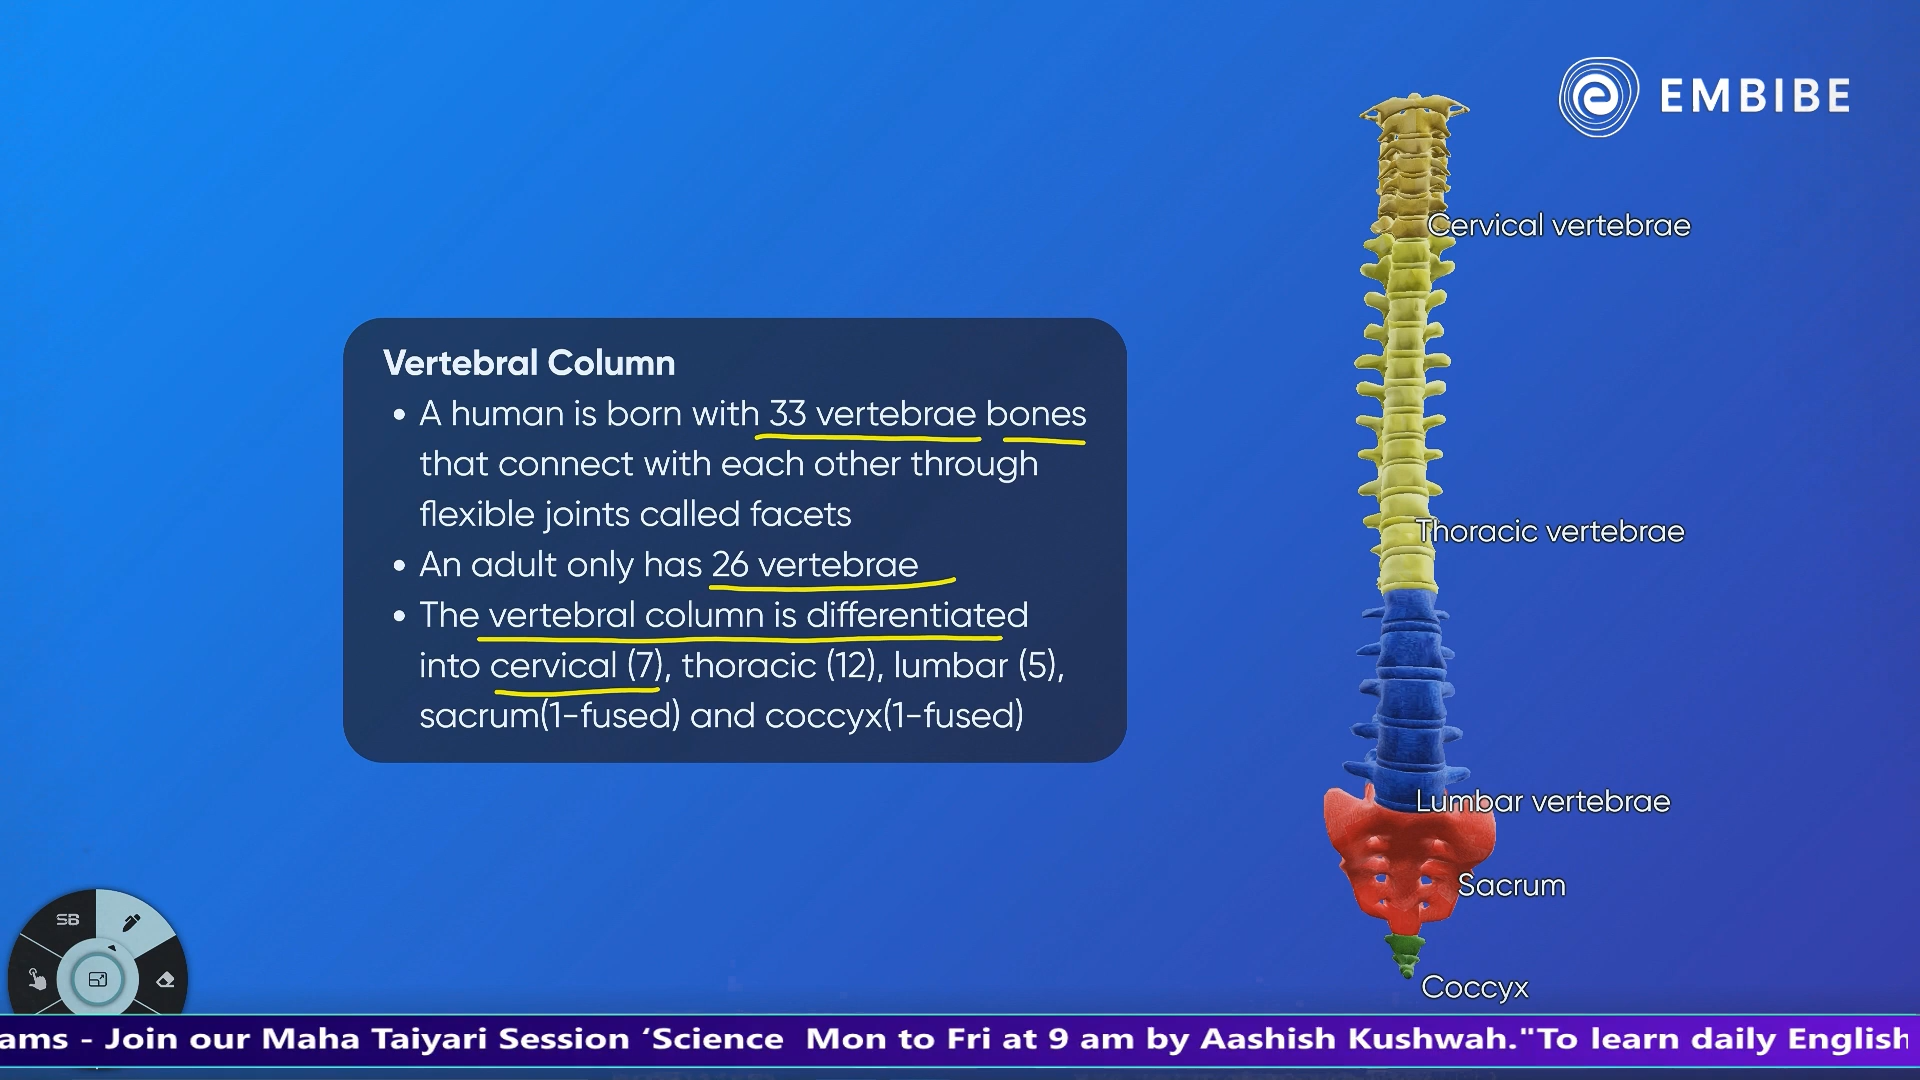 EMBIBE
Cervical vertebrae
Vertebral Column
• A human is born with 33 vertebrae bones
that connect with each other through
flexible joints called facets
• An adult only has 26 vertebrae
• The vertebral column is differentiated
into cervical (7), thoracic (12), lumbar (5),
sacrum(1-fused) and coccyx(1-fused)
Thoracic vertebrae
Lumbar vertebrae
Sacrum
Coccyx
SB
ams - Join our Maha Taiyari Session ‘Science  Mon to Fri at 9 am by Aashish Kushwah."To learn daily English